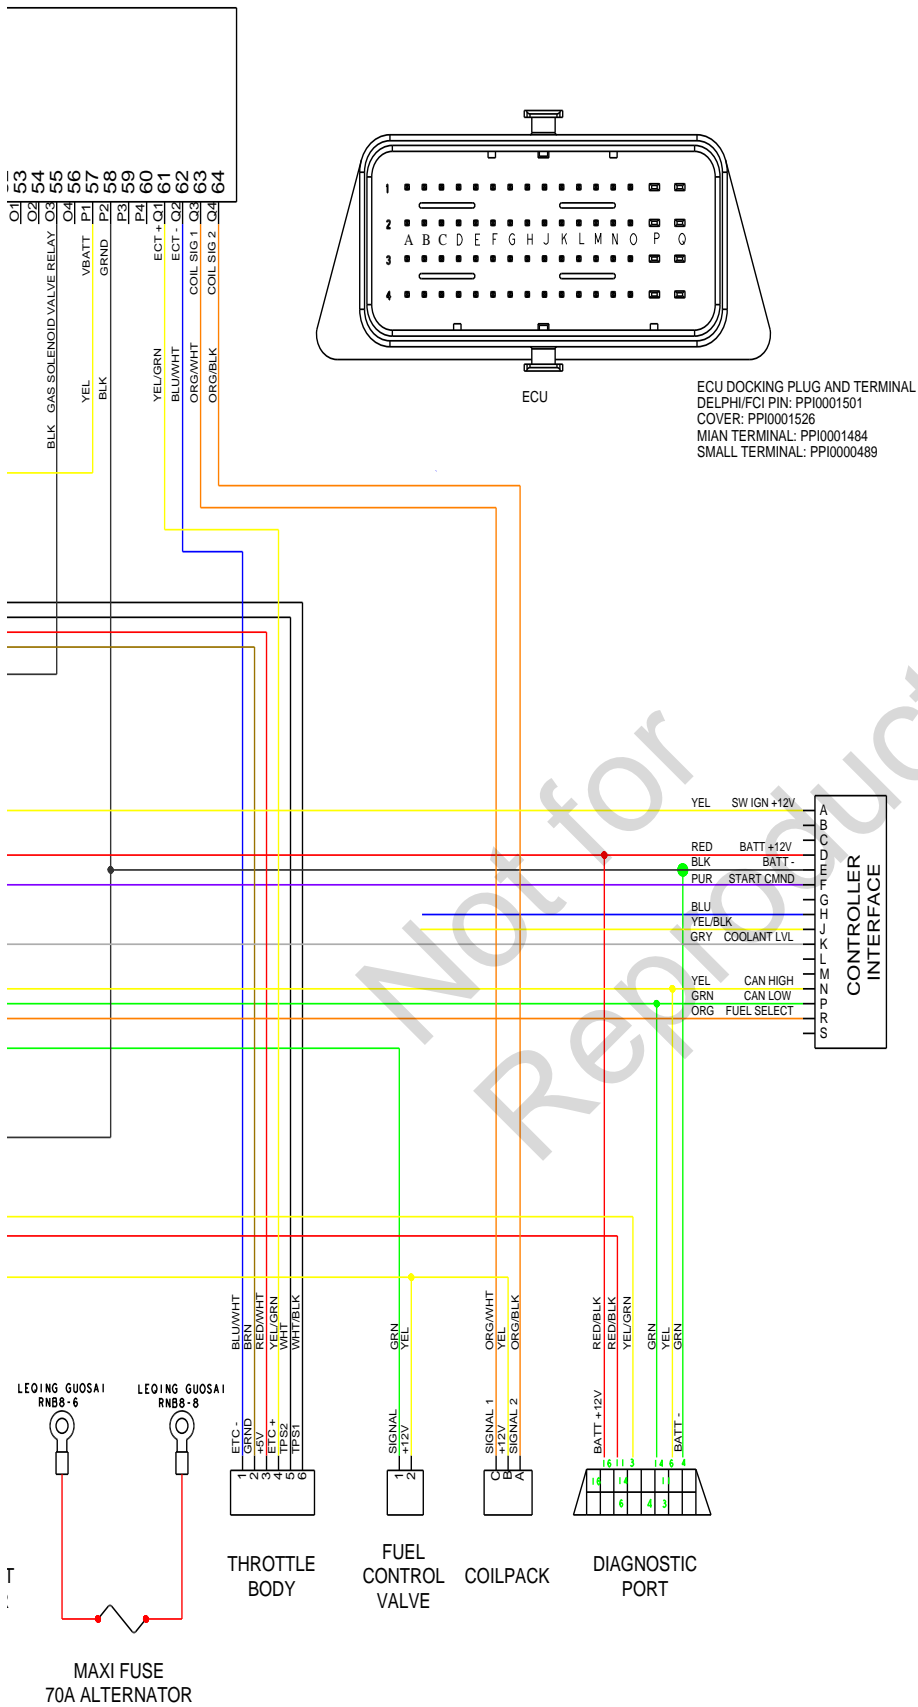 53
54
55
56
57
58
59
60
61
62
63
64
O1
O2
O3
O4
P1
P2
P3
P4
Q1
Q2
Q3
Q4
BLK GAS SOLENOID VALVE RELAY
YEL VBATT
BLK GRND
YEL/GRN ECT +
BLU/WHT ECT -
ORG/WHT COIL SIG 1
ORG/BLK COIL SIG 2
1
2
A B C D E F G H J K L M N O P Q
3
4
ECU
ECU DOCKING PLUG AND TERMINAL
DELPHI/FCI PIN: PPI0001501
COVER: PPI0001526
MIAN TERMINAL: PPI0001484
SMALL TERMINAL: PPI0000489
Not for
Reproduct
YEL SW IGN +12V A
B
C
RED BATT +12V D
BLK BATT - E
PUR START CMND F
G
BLU H
YEL/BLK J
GRY COOLANT LVL K
L
M
YEL CAN HIGH N
GRN CAN LOW P
ORG FUEL SELECT R
S
CONTROLLER
INTERFACE
LEQING GUOSAI
RNB8-6
LEQING GUOSAI
RNB8-8
MAXI FUSE
70A ALTERNATOR
BLU/WHT ETC - 1
BRN GRND 2
RED/WHT +5V 3
YEL/GRN ETC + 4
WHT TPS2 5
WHT/BLK TPS1 6
THROTTLE
BODY
GRN SIGNAL 1
YEL +12V 2
FUEL
CONTROL
VALVE
ORG/WHT SIGNAL 1 C
YEL +12V B
ORG/BLK SIGNAL 2 A
COILPACK
RED/BLK BATT +12V
RED/BLK
YEL/GRN
GRN
YEL
GRN BATT -
16 11 3 14 6 4
16 14 11
6 4 3
DIAGNOSTIC
PORT